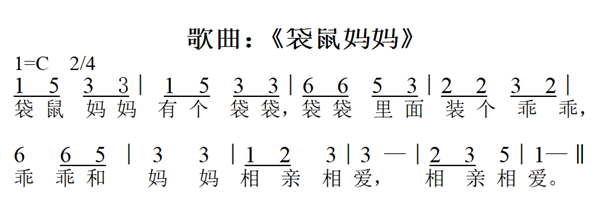 歌曲：《袋鼠妈妈》
1=C 2/4
1 5 3 3 | 1 5 3 3 | 6 6 5 3 | 2 2 3 2 |
袋 鼠 妈 妈 有 个 袋 袋，袋 袋 里 面 装 个 乖 乖，
6 6 5 | 3 3 | 1 2 3 | 3 — | 2 3 5 | 1— ‖
乖 乖 和 妈 妈 相 亲 相 爱， 相 亲 相 爱。